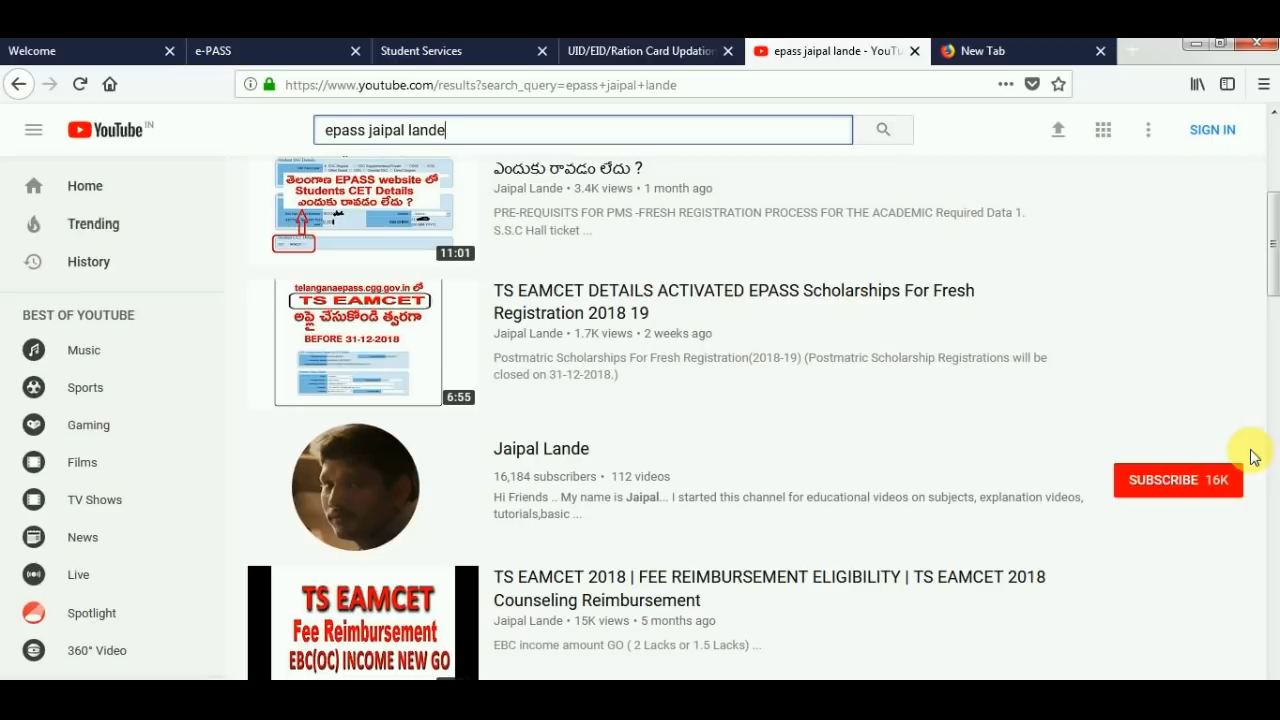 Welcome
e-PASS
Student Services
UID/EID/Ration Card Updation
epass jaipal lande - YouTu
New Tab
https://www.youtube.com/results?search_query=epass+jaipal+lande
YouTube IN
epass jaipal lande
SIGN IN
Home
Trending
History
BEST OF YOUTUBE
Music
Sports
Gaming
Films
TV Shows
News
Live
Spotlight
360° Video
తెలంగాణ EPASS website లో
Students CET Details
ఎందుకు రావడం లేదు ?
11:01
ఎందుకు రావడం లేదు ?
Jaipal Lande • 3.4K views • 1 month ago
PRE-REQUISITS FOR PMS -FRESH REGISTRATION PROCESS FOR THE ACADEMIC Required Data 1.
S.S.C Hall ticket ...
telanganaepass.cgg.gov.in లో
TS EAMCET
అప్లై చేసుకోండి త్వరగా
BEFORE 31-12-2018
6:55
TS EAMCET DETAILS ACTIVATED EPASS Scholarships For Fresh
Registration 2018 19
Jaipal Lande • 1.7K views • 2 weeks ago
Postmatric Scholarships For Fresh Registration(2018-19) (Postmatric Scholarship Registrations will be
closed on 31-12-2018.)
Jaipal Lande
16,184 subscribers • 112 videos
Hi Friends .. My name is Jaipal... I started this channel for educational videos on subjects, explanation videos,
tutorials,basic ...
SUBSCRIBE 16K
TS EAMCET
Fee Reimbursement
EBC(OC) INCOME NEW GO
TS EAMCET 2018 | FEE REIMBURSEMENT ELIGIBILITY | TS EAMCET 2018
Counseling Reimbursement
Jaipal Lande • 15K views • 5 months ago
EBC income amount GO ( 2 Lacks or 1.5 Lacks) ...